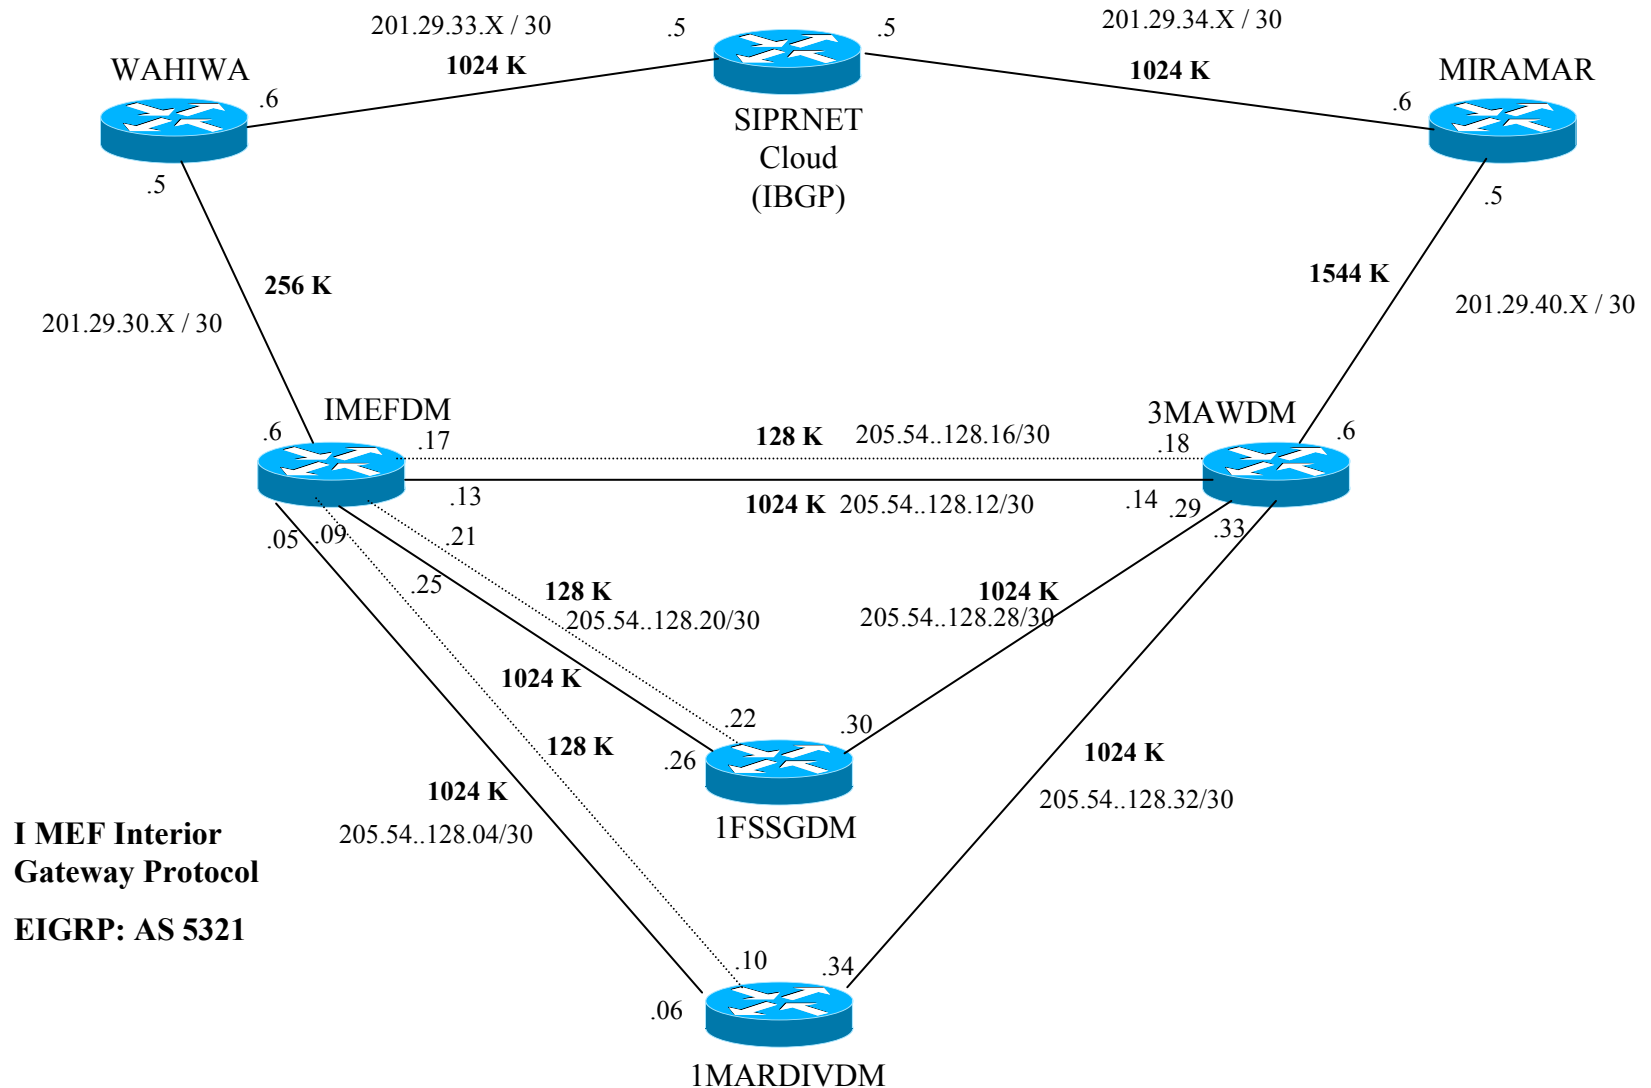 201.29.33.X / 30
.5
.5
201.29.34.X / 30
WAHIWA
1024 K
1024 K
MIRAMAR
.6
.6
SIPRNET
Cloud
(IBGP)
.5
.5
256 K
1544 K
201.29.30.X / 30
201.29.40.X / 30
IMEFDM
3MAWDM
.6
.17
128 K
205.54..128.16/30
.18
.6
.13
1024 K
205.54..128.12/30
.14
.29
.33
.05
.09
.21
.25
128 K
205.54..128.20/30
1024 K
205.54..128.28/30
1024 K
.22
.30
.26
128 K
1024 K
1024 K
205.54..128.32/30
205.54..128.04/30
1FSSGDM
I MEF Interior
Gateway Protocol
EIGRP: AS 5321
.10
.34
.06
1MARDIVDM